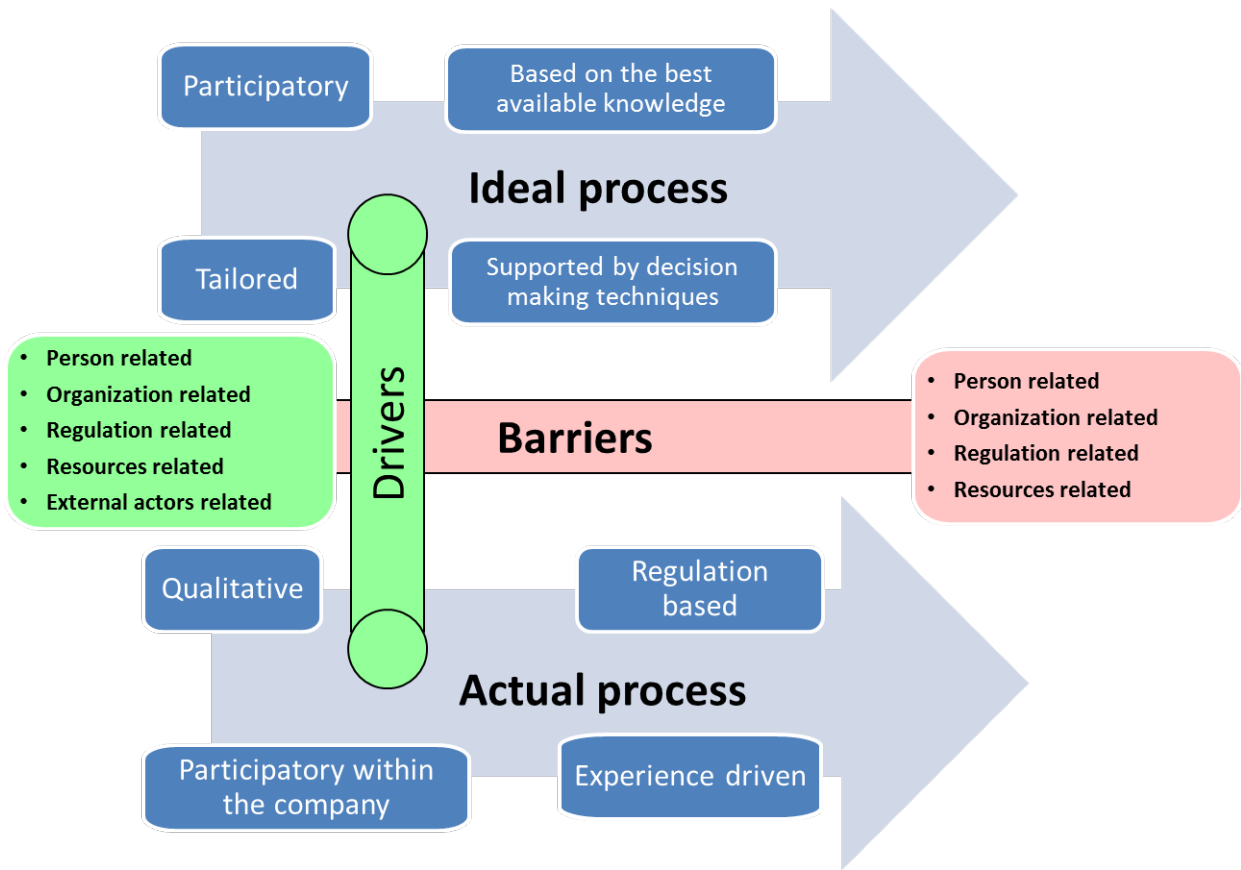 Participatory
Based on the best
available knowledge
Ideal process
Tailored
Supported by decision
making techniques
• Person related
• Organization related
• Regulation related
• Resources related
• External actors related
Drivers
Barriers
• Person related
• Organization related
• Regulation related
• Resources related
Qualitative
Regulation
based
Actual process
Participatory within
the company
Experience driven